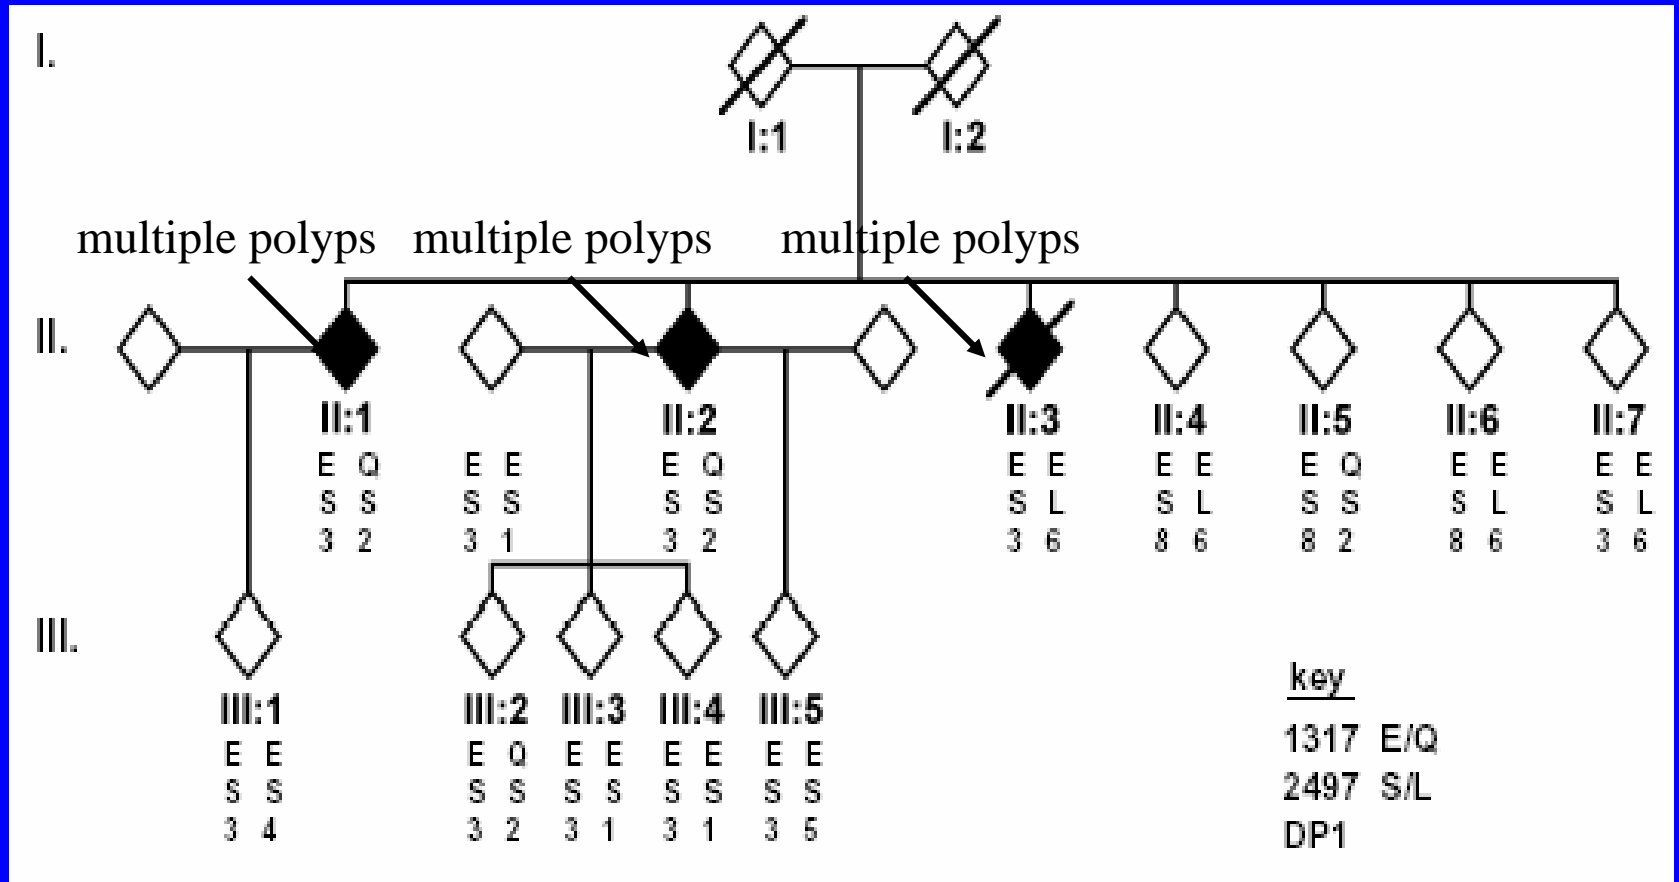 I.
I:1 I:2
multiple polyps multiple polyps multiple polyps
II.
II:1 II:2 II:3 II:4 II:5 II:6 II:7
E Q E E E Q E E E E E Q E E E E
S S S S S S S L S L S S S L S L
3 2 3 1 3 2 3 6 8 6 8 2 8 6 3 6
III.
III:1 III:2 III:3 III:4 III:5
E E E Q E E E E E E
S S S S S S S S S S
3 4 3 2 3 1 3 1 3 5
key
1317 E/Q
2497 S/L
DP1